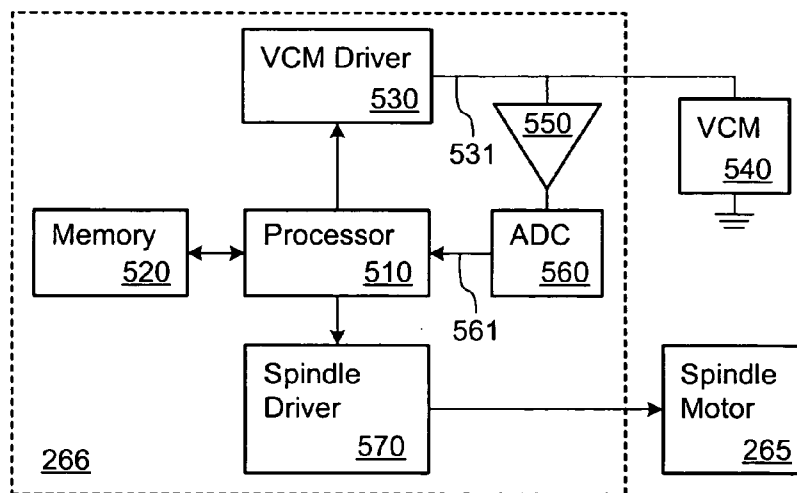 VCM Driver
530
550
531
VCM
540
Memory
520
Processor
510
ADC
560
561
Spindle
Driver
570
Spindle
Motor
265
266